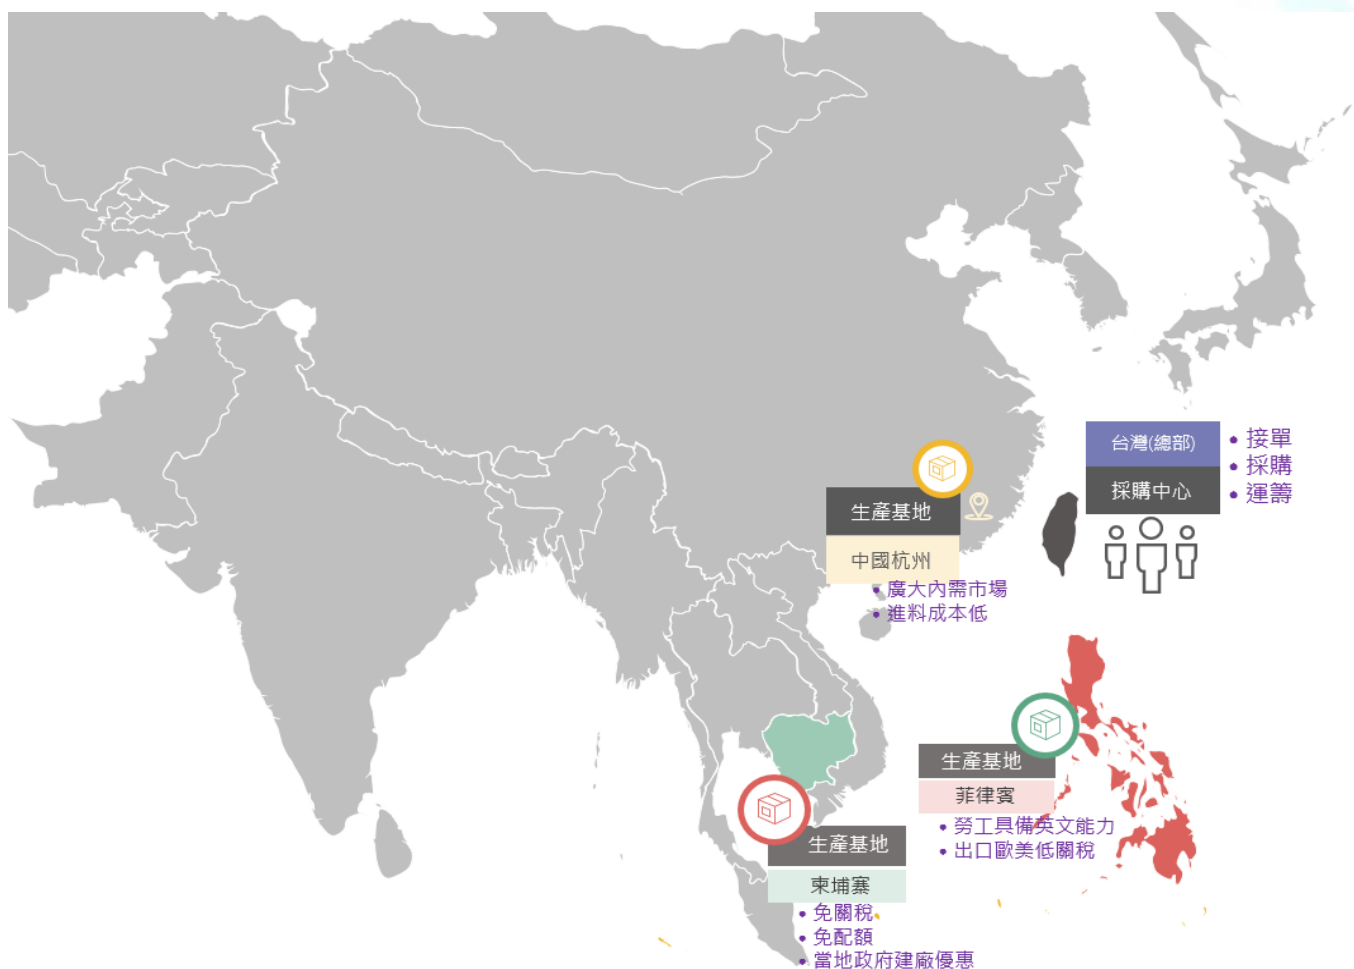 台灣(總部)
採購中心
• 接單
• 採購
• 運籌
生產基地
中國杭州
• 廣大內需市場
• 進料成本低
生產基地
菲律賓
• 勞工具備英文能力
• 出口歐美低關稅
生產基地
柬埔寨
• 免關稅
• 免配額
• 當地政府建廠優惠